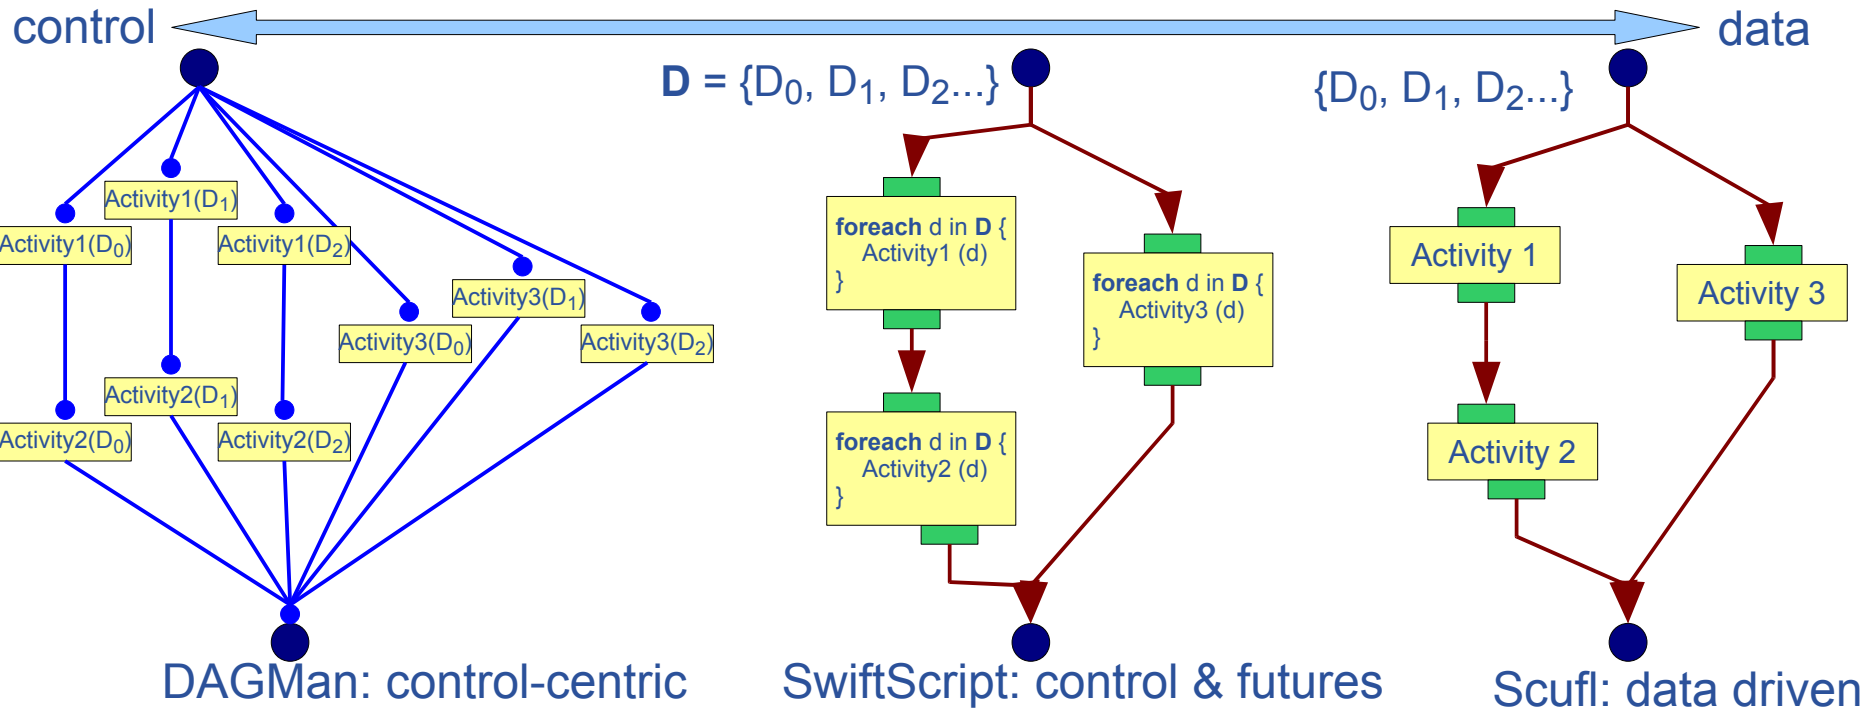 control
data
D = {D0, D1, D2...}
{D0, D1, D2...}
Activity1(D1)
Activity1(D0)
Activity1(D2)
Activity3(D1)
Activity3(D0)
Activity3(D2)
Activity2(D1)
Activity2(D0)
Activity2(D2)
foreach d in D {
Activity1 (d)
}
foreach d in D {
Activity3 (d)
}
foreach d in D {
Activity2 (d)
}
Activity 1
Activity 3
Activity 2
DAGMan: control-centric
SwiftScript: control & futures
Scufl: data driven